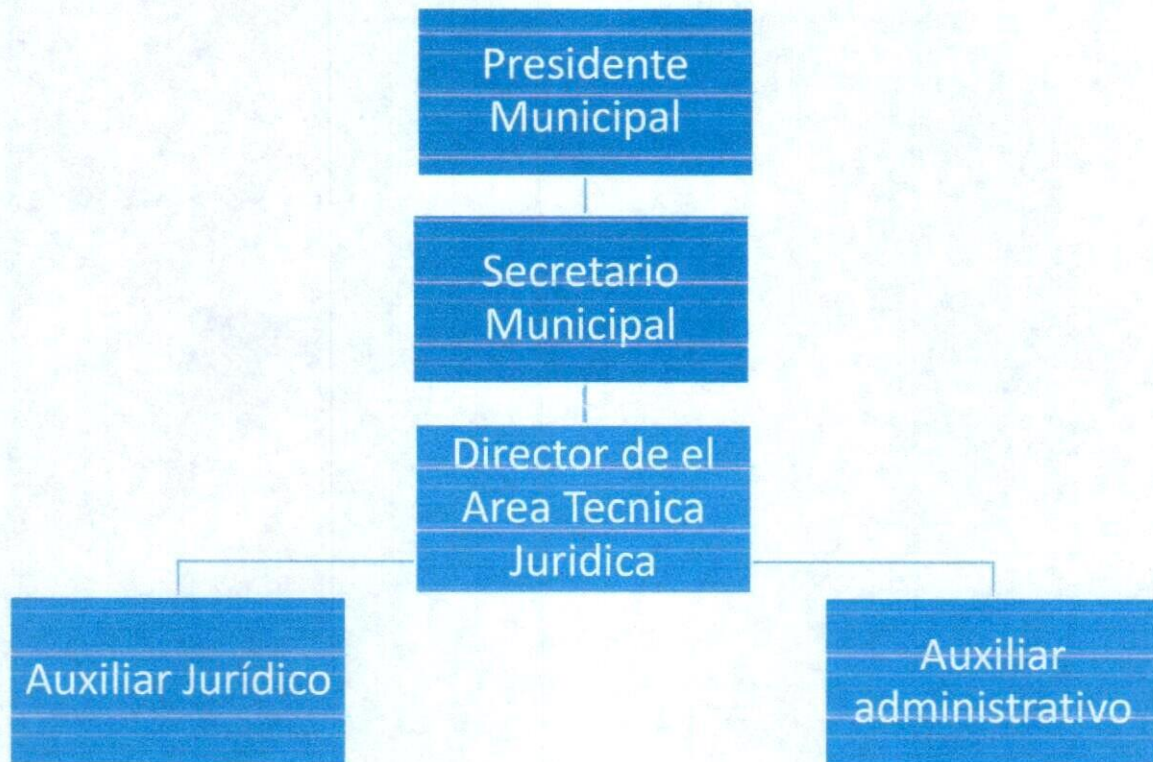 Presidente
Municipal
Secretario
Municipal
Director de el
Area Tecnica
Juridica
Auxiliar Jurídico
Auxiliar
administrativo